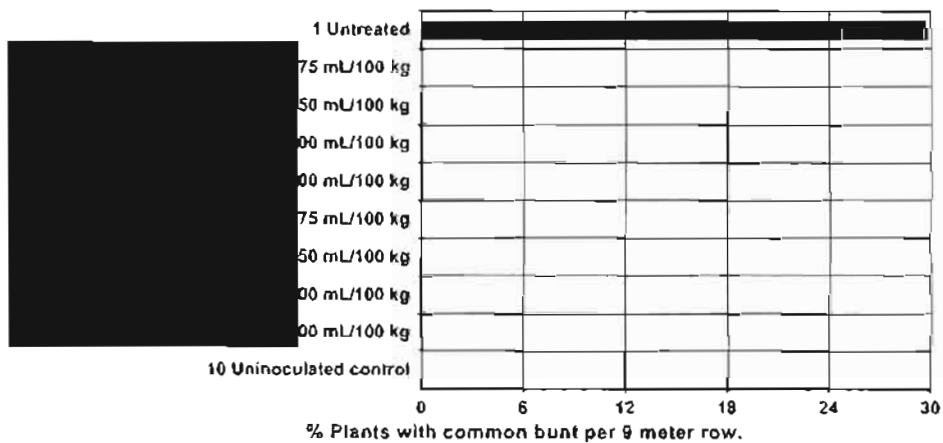 1 Untreated
75 mL/100 kg
50 mL/100 kg
00 mL/100 kg
00 mL/100 kg
75 mL/100 kg
50 mL/100 kg
00 mL/100 kg
00 mL/100 kg
10 Uninoculated control
0 6 12 18 24 30
% Plants with common bunt per 9 meter row.